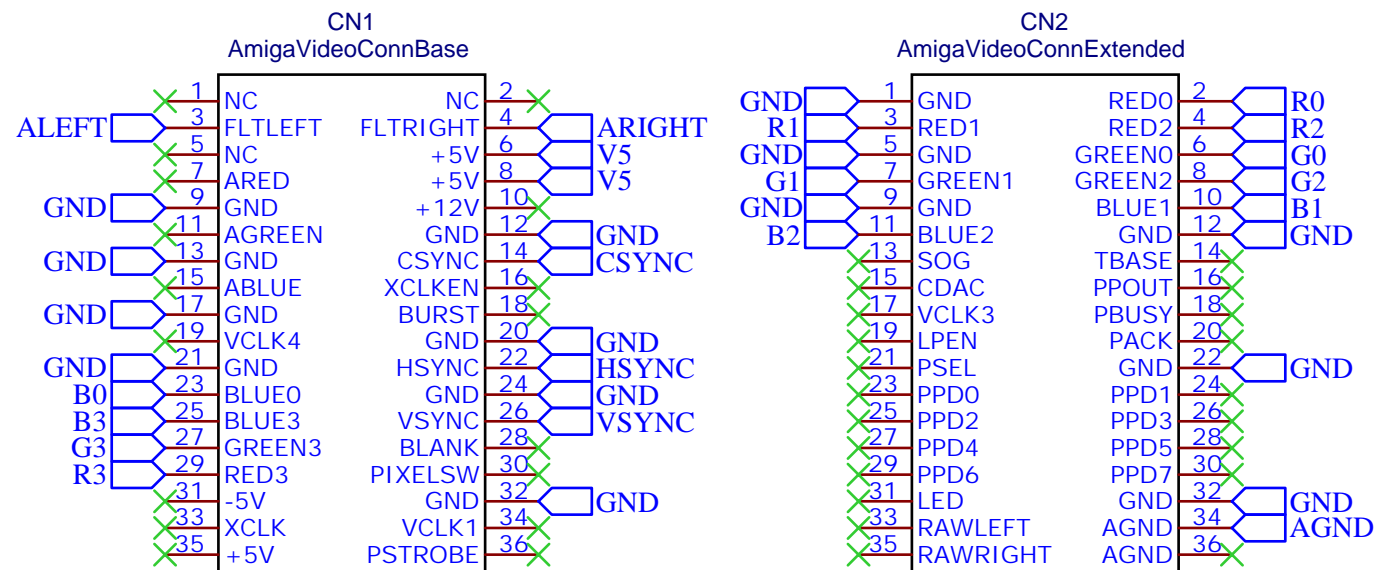 CN1 CN2
AmigaVideoConnBase AmigaVideoConnExtended
1 NC NC 2 GND 1 GND RED0 2 R0
ALEFT 3 FLTLEFT FLTRIGHT 4 ARIGHT R1 3 RED1 RED2 4 R2
5 NC +5V 6 V5 GND 5 GND GREEN0 6 G0
7 ARED +5V 8 V5 G1 7 GREEN1 GREEN2 8 G2
GND 9 GND +12V 10 GND 9 GND BLUE1 10 B1
11 AGREEN GND 12 GND B2 11 BLUE2 GND 12 GND
GND 13 GND CSYNC 14 CSYNC 13 SOG TBASE 14
15 ABLUE XCLKEN 16 15 CDAC PPOUT 16
GND 17 GND BURST 18 17 VCLK3 PBUSY 18
19 VCLK4 GND 20 GND 19 LPEN PACK 20
GND 21 GND HSYNC 22 HSYNC 21 PSEL GND 22 GND
B0 23 BLUE0 GND 24 GND 23 PPD0 PPD1 24
B3 25 BLUE3 VSYNC 26 VSYNC 25 PPD2 PPD3 26
G3 27 GREEN3 BLANK 28 27 PPD4 PPD5 28
R3 29 RED3 PIXELSW 30 29 PPD6 PPD7 30
31 -5V GND 32 GND 31 LED GND 32 GND
33 XCLK VCLK1 34 33 RAWLEFT AGND 34 AGND
35 +5V PSTROBE 36 35 RAWRIGHT AGND 36